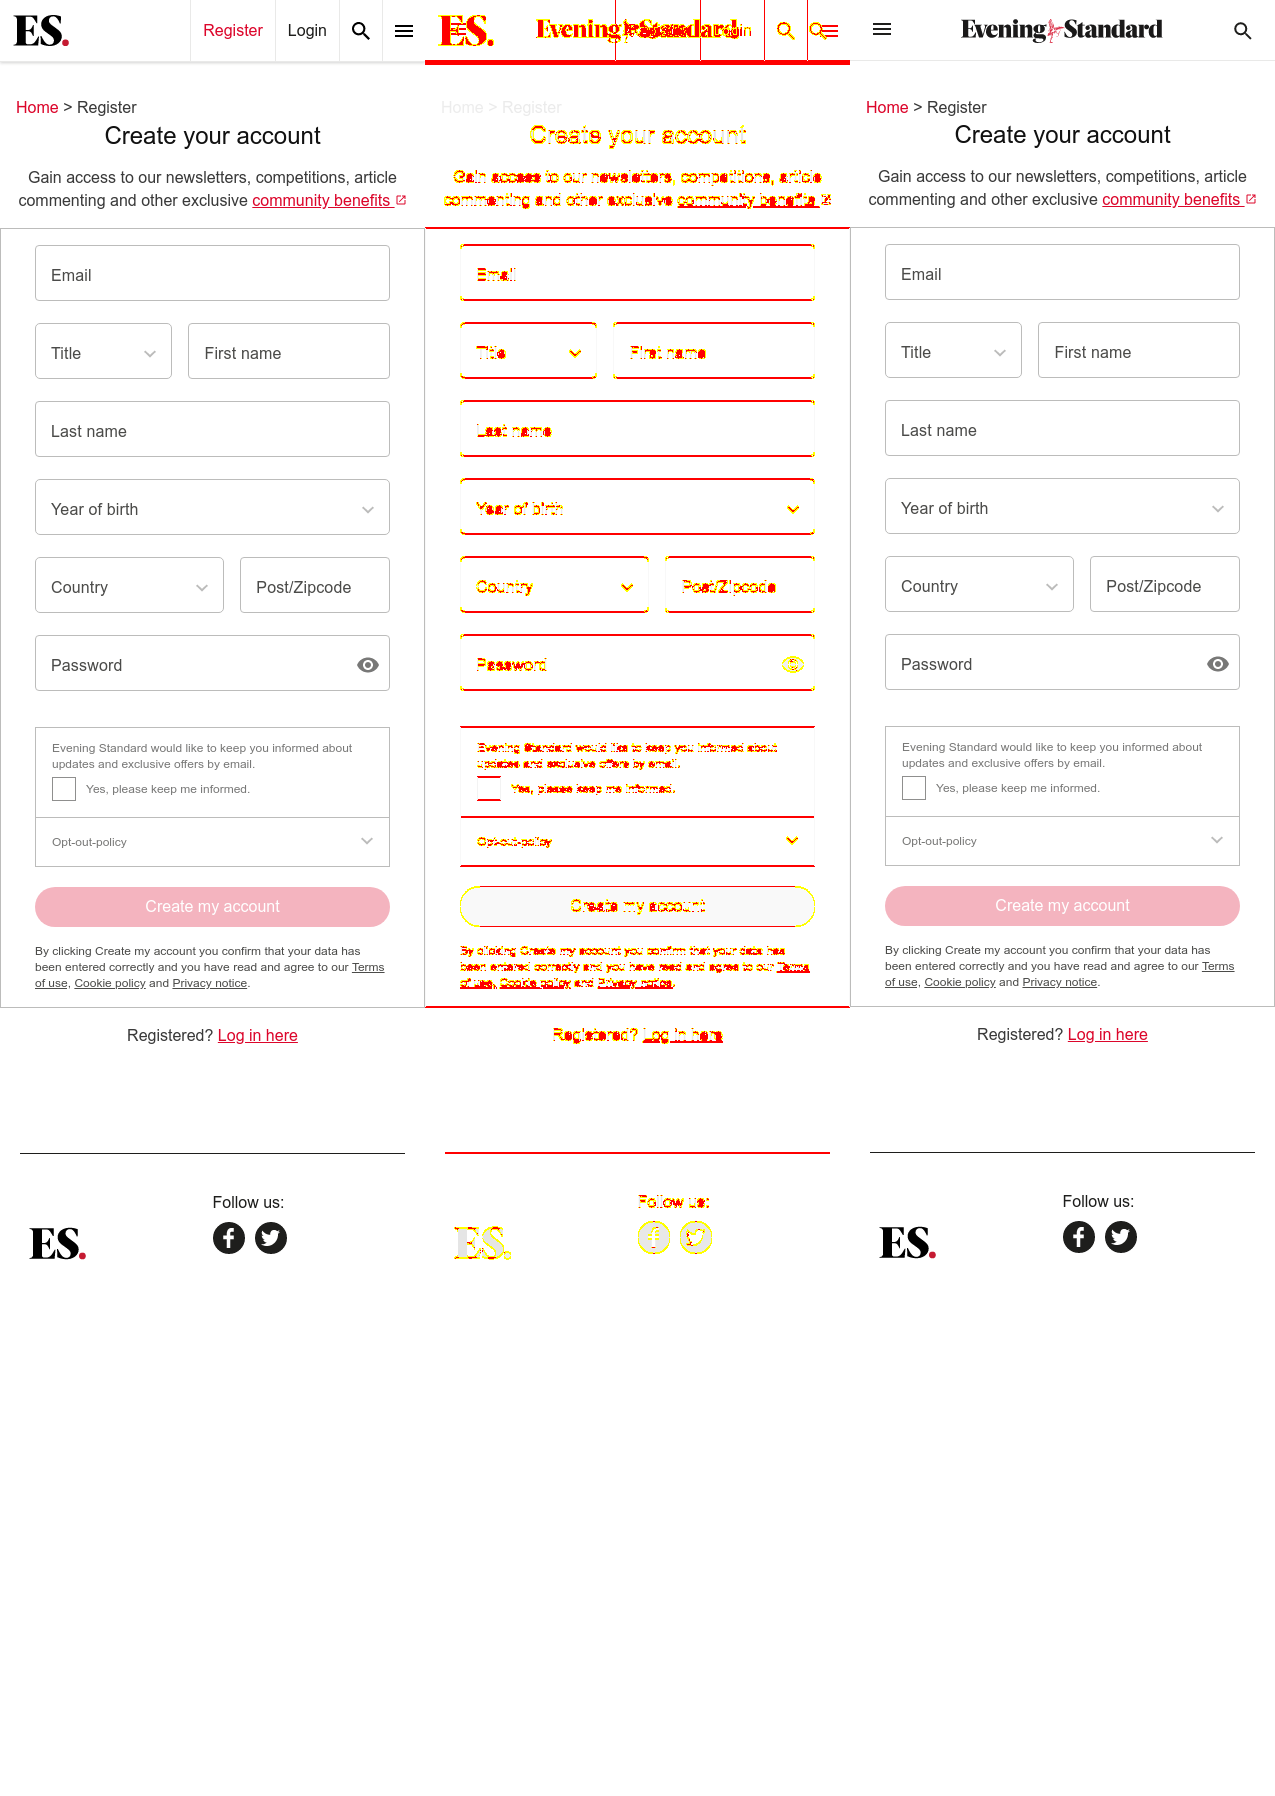 ES.
Register
Login
Home > Register
Create your account
Gain access to our newsletters, competitions, article
commenting and other exclusive community benefits
Email
Title
First name
Last name
Year of birth
Country
Post/Zipcode
Password
Evening Standard would like to keep you informed about
updates and exclusive offers by email.
Yes, please keep me informed.
Opt-out-policy
Create my account
By clicking Create my account you confirm that your data has
been entered correctly and you have read and agree to our Terms
of use, Cookie policy and Privacy notice.
Registered? Log in here
Follow us:
ES.
ES.
Evening Standard
Register
Login
Home > Register
Create your account
Gain access to our newsletters, competitions, article
commenting and other exclusive community benefits
Email
Title
First name
Last name
Year of birth
Country
Post/Zipcode
Password
Evening Standard would like to keep you informed about
updates and exclusive offers by email.
Yes, please keep me informed.
Opt-out-policy
Create my account
By clicking Create my account you confirm that your data has
been entered correctly and you have read and agree to our Terms
of use, Cookie policy and Privacy notice.
Registered? Log in here
Follow us:
ES.
Evening Standard
Home > Register
Create your account
Gain access to our newsletters, competitions, article
commenting and other exclusive community benefits
Email
Title
First name
Last name
Year of birth
Country
Post/Zipcode
Password
Evening Standard would like to keep you informed about
updates and exclusive offers by email.
Yes, please keep me informed.
Opt-out-policy
Create my account
By clicking Create my account you confirm that your data has
been entered correctly and you have read and agree to our Terms
of use, Cookie policy and Privacy notice.
Registered? Log in here
Follow us:
ES.